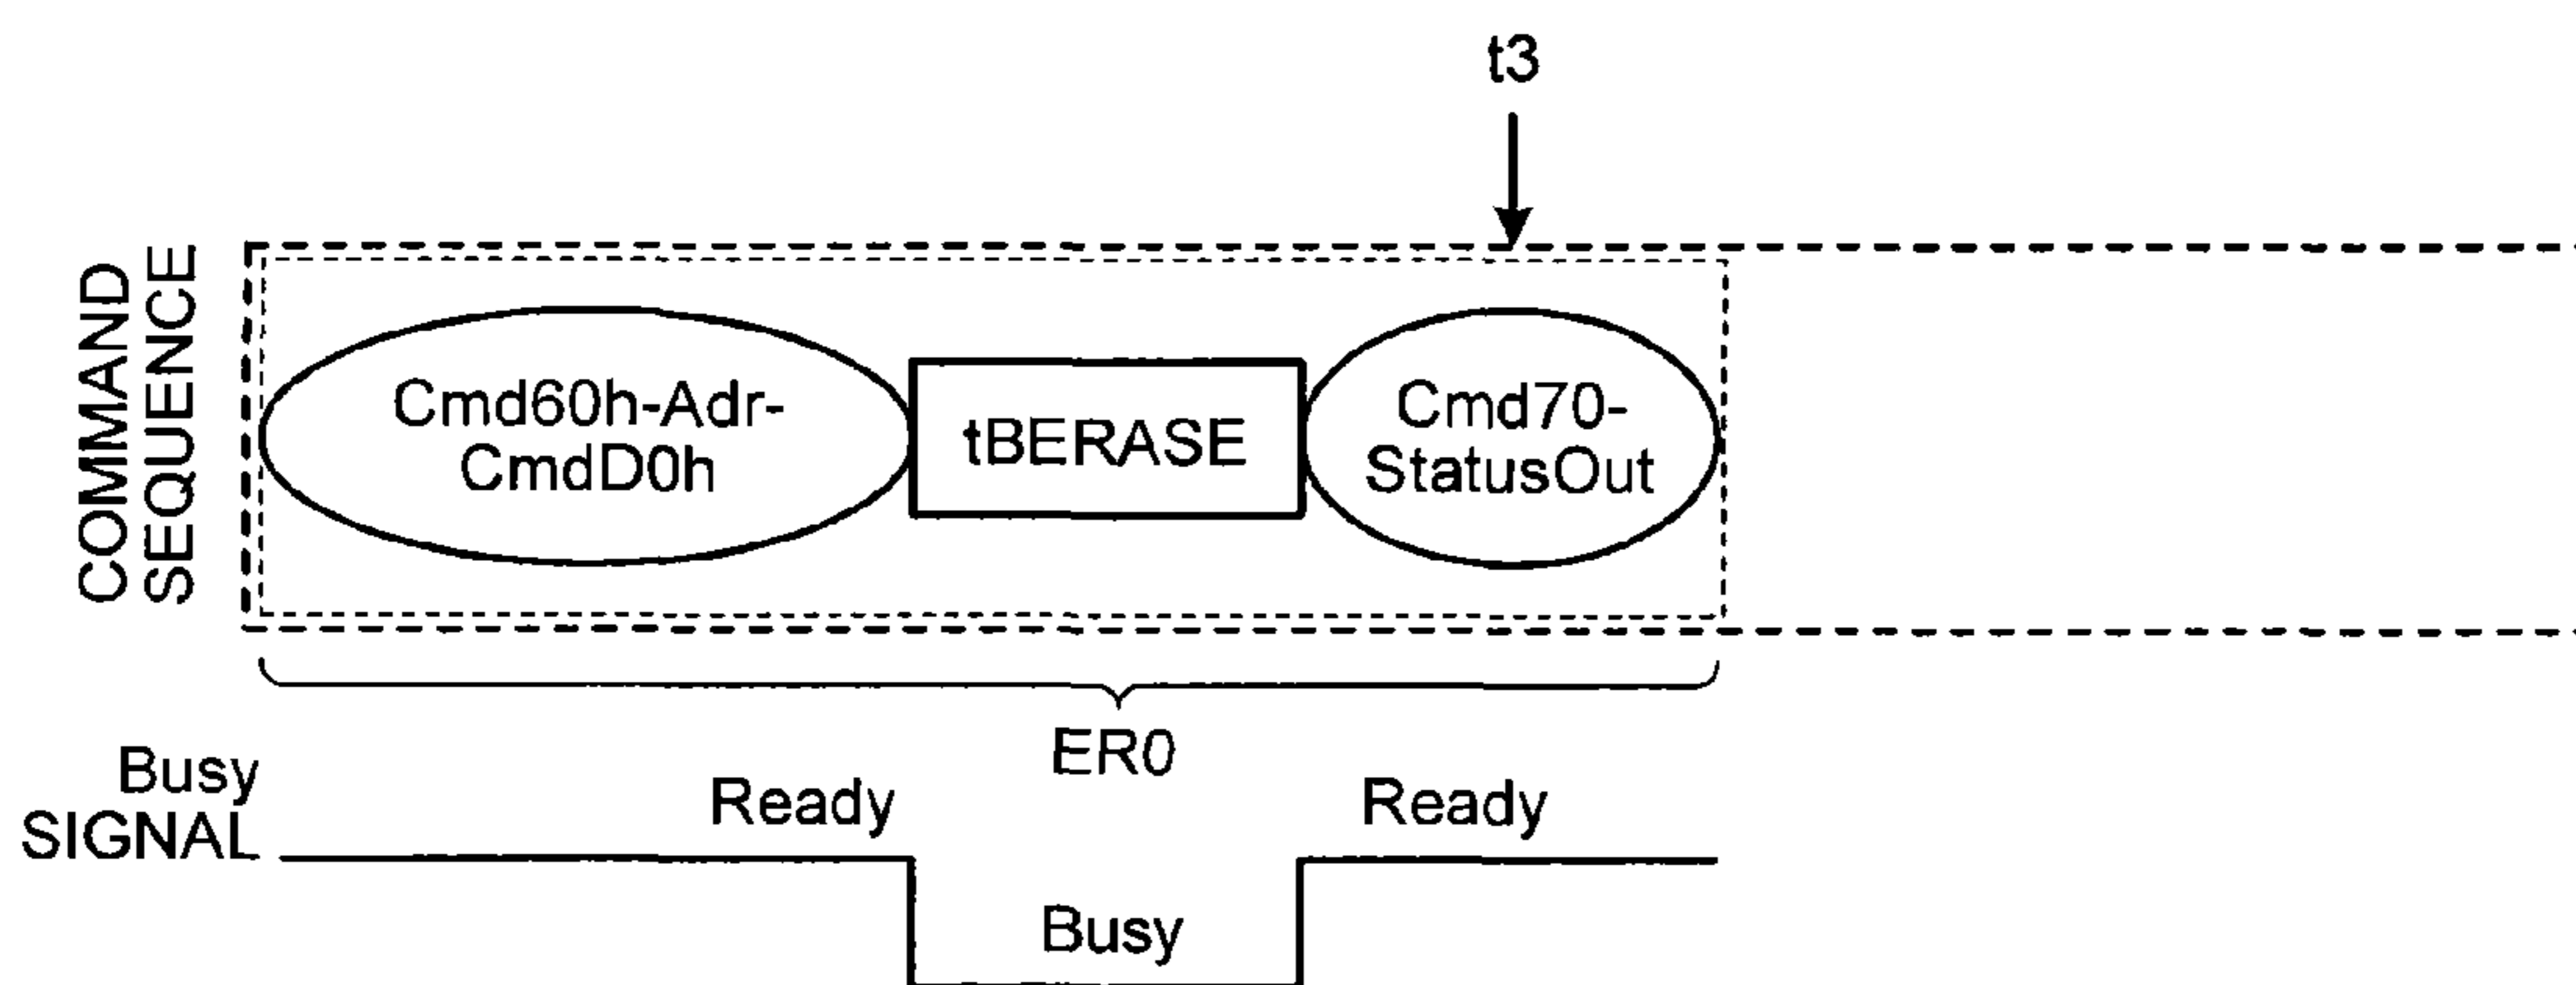 t3
COMMAND
SEQUENCE
Cmd60h-Adr-
CmdD0h
tBERASE
Cmd70-
StatusOut
ER0
Busy
SIGNAL
Ready
Busy
Ready